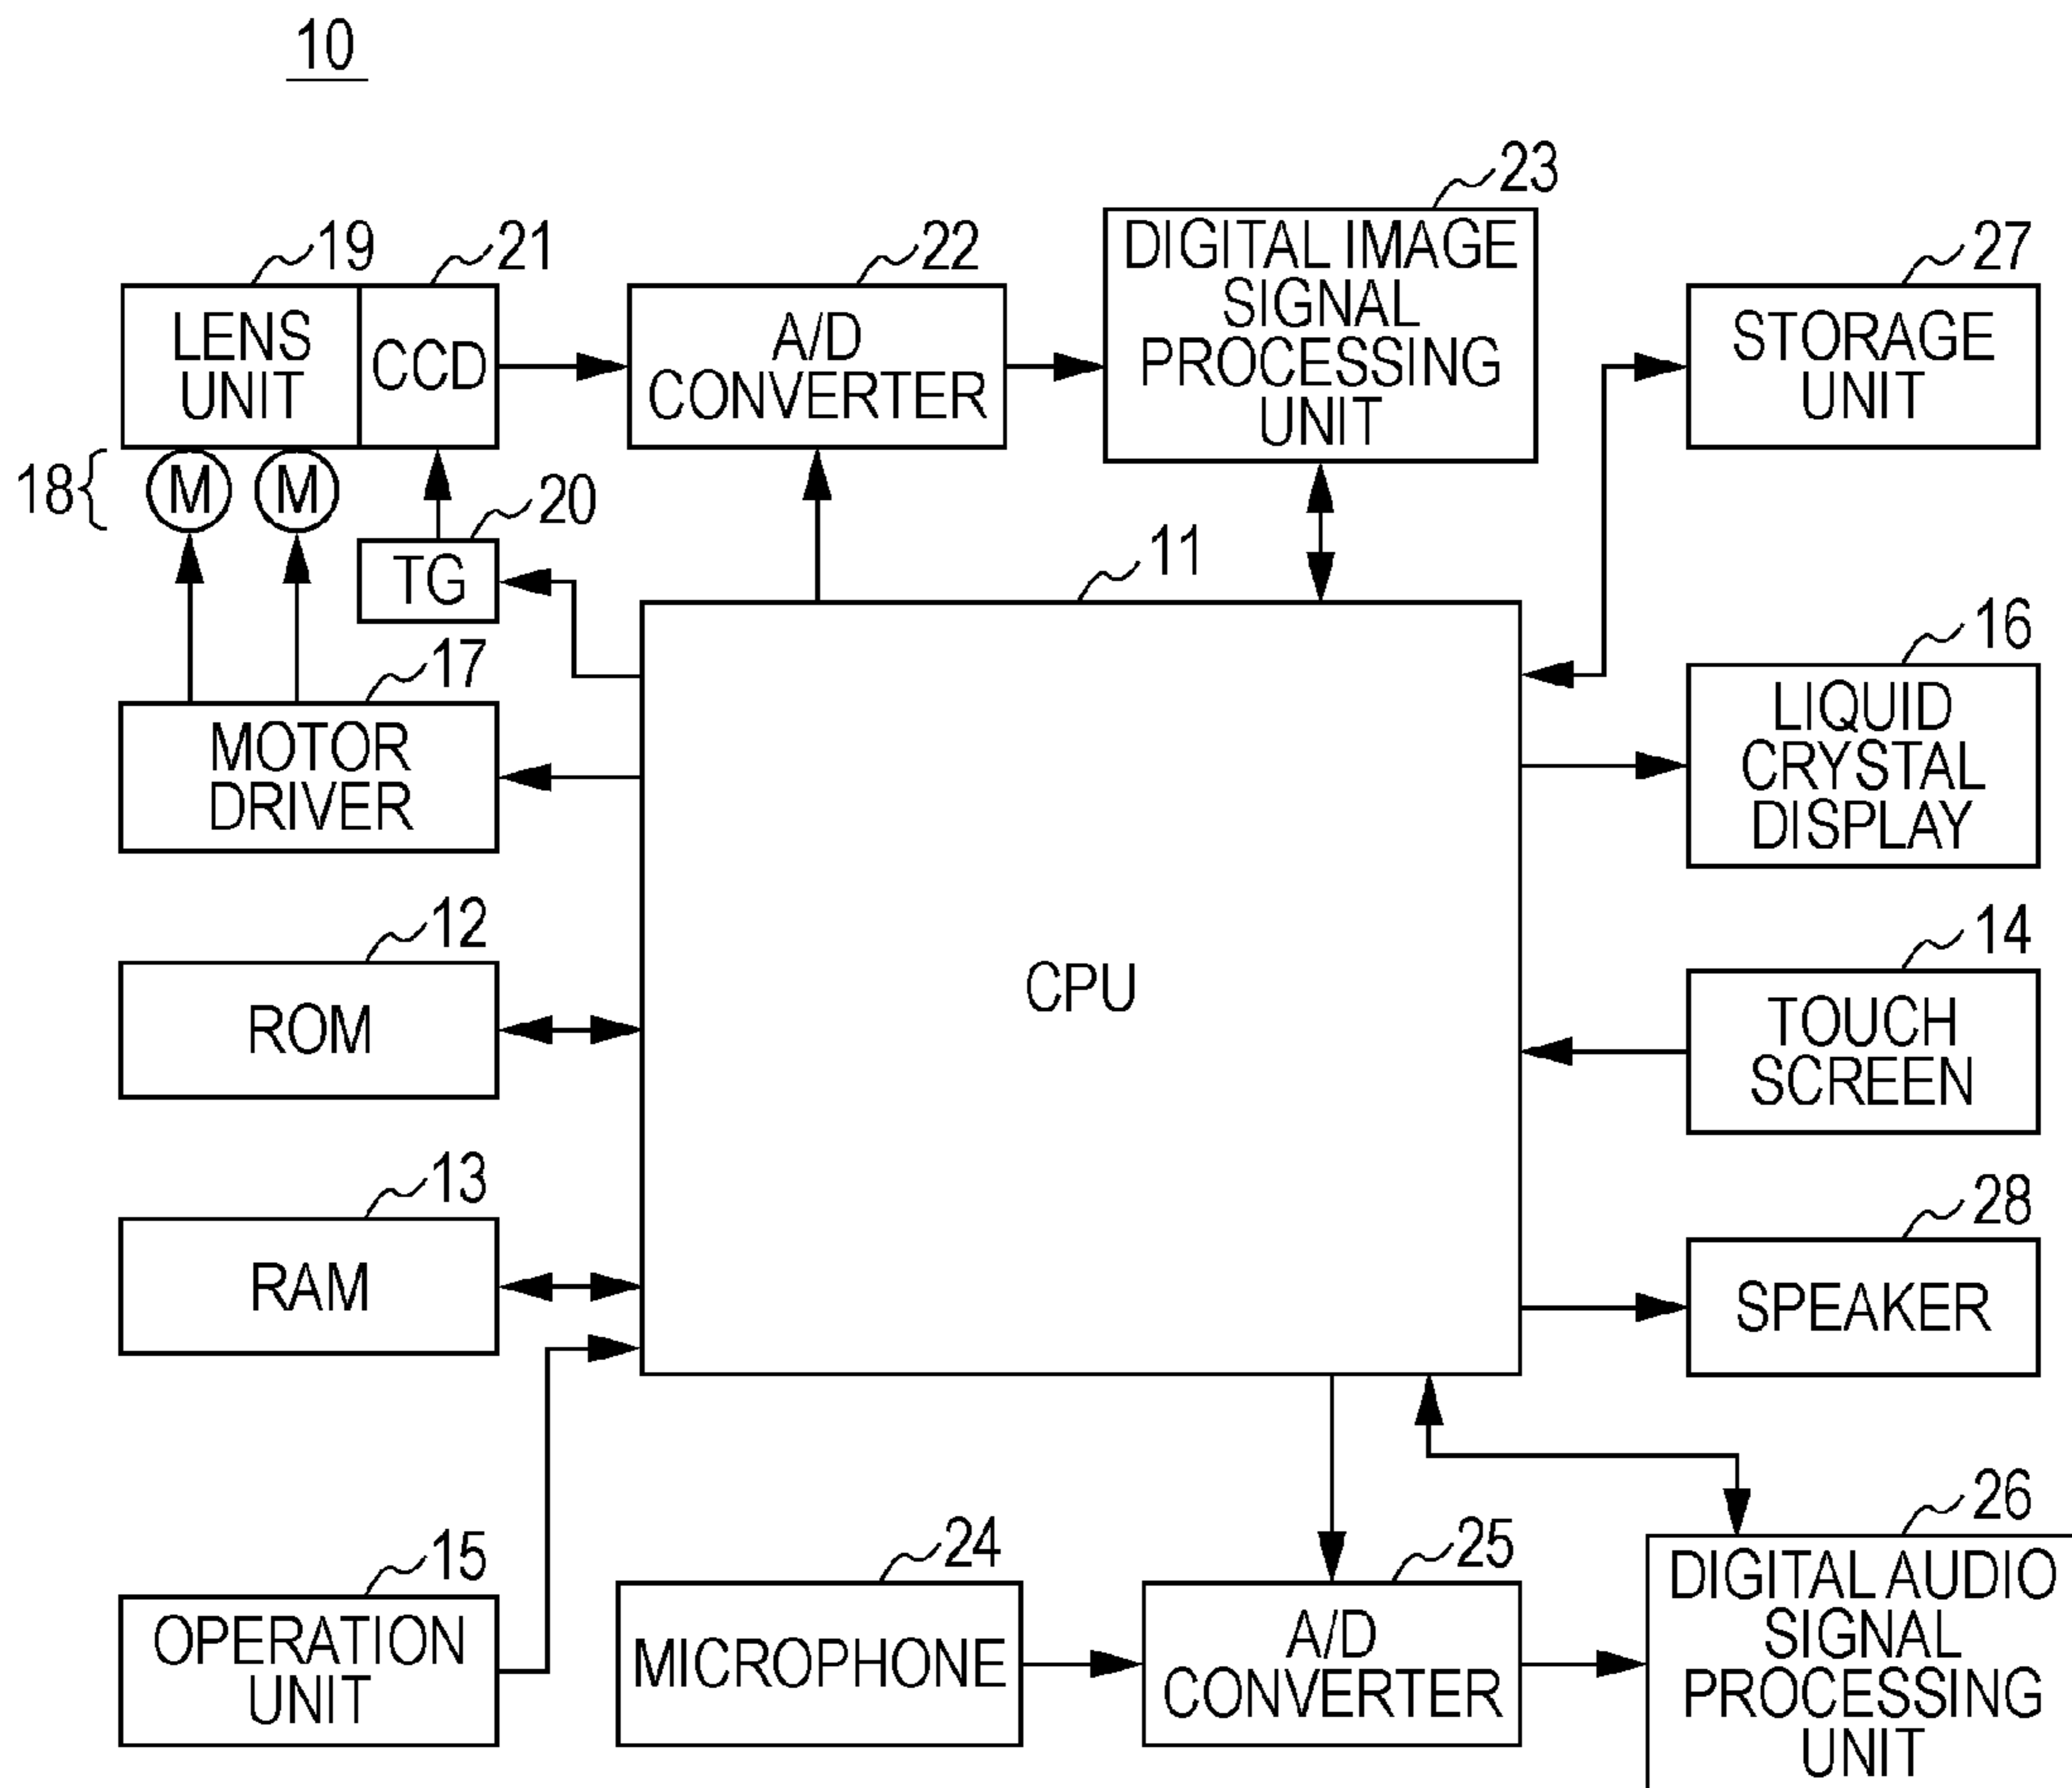 10
23
19
21
22
27
DIGITAL IMAGE
SIGNAL
PROCESSING
UNIT
LENS
UNIT
CCD
A/D
CONVERTER
STORAGE
UNIT
18
M
M
20
11
TG
16
17
LIQUID
CRYSTAL
DISPLAY
MOTOR
DRIVER
12
14
CPU
ROM
TOUCH
SCREEN
13
28
RAM
SPEAKER
15
24
25
26
OPERATION
UNIT
MICROPHONE
A/D
CONVERTER
DIGITAL AUDIO
SIGNAL
PROCESSING
UNIT